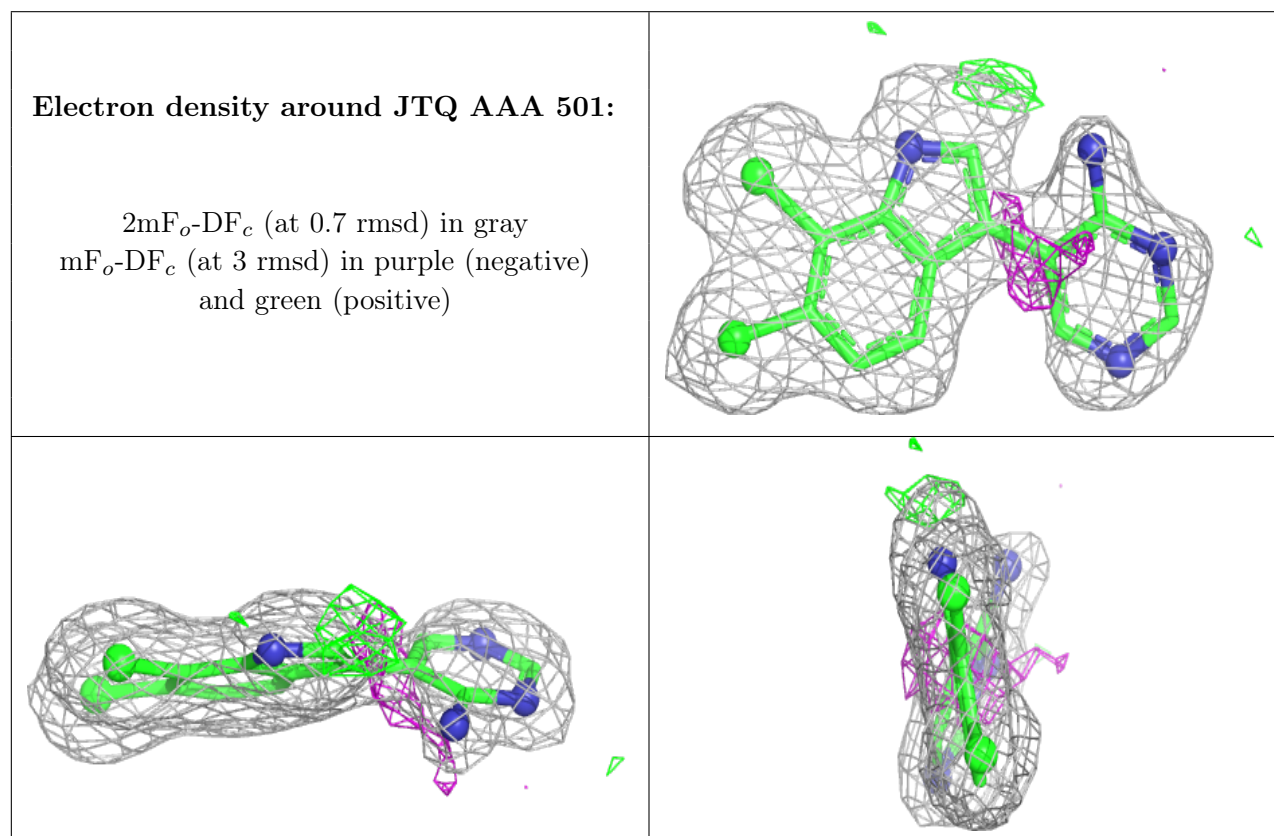 Electron density around JTQ AAA 501:
2mFo-DFc (at 0.7 rmsd) in gray
mFo-DFc (at 3 rmsd) in purple (negative)
and green (positive)